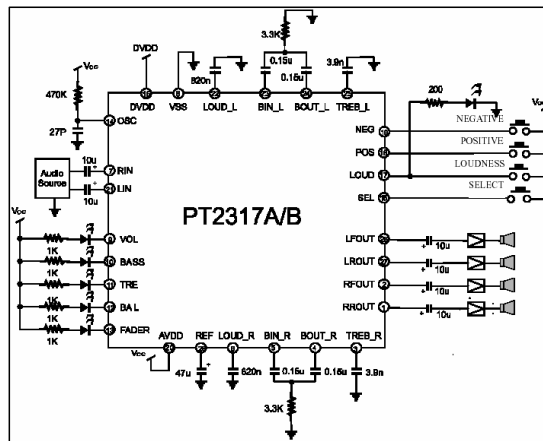 3.3K
DVDD
Vcc
0.15u
0.15u
820n
3.9n
470K
DVDD
VSS
LOUD_L
BIN_L
BOUT_L
TREB_L
200
Vcc
OSC
27P
NEG
NEGATIVE
POS
POSITIVE
LOUD
LOUDNESS
SEL
SELECT
Audio
Source
10u
RIN
LIN
10u
PT2317A/B
Vcc
1K
VOL
1K
BASS
1K
TRE
1K
BAL
1K
FADER
LFOUT
10u
LROUT
10u
RFOUT
10u
RROUT
10u
AVDD
REF
LOUD_R
BIN_R
BOUT_R
TREB_R
Vcc
47u
820n
0.15u
0.15u
3.9n
3.3K